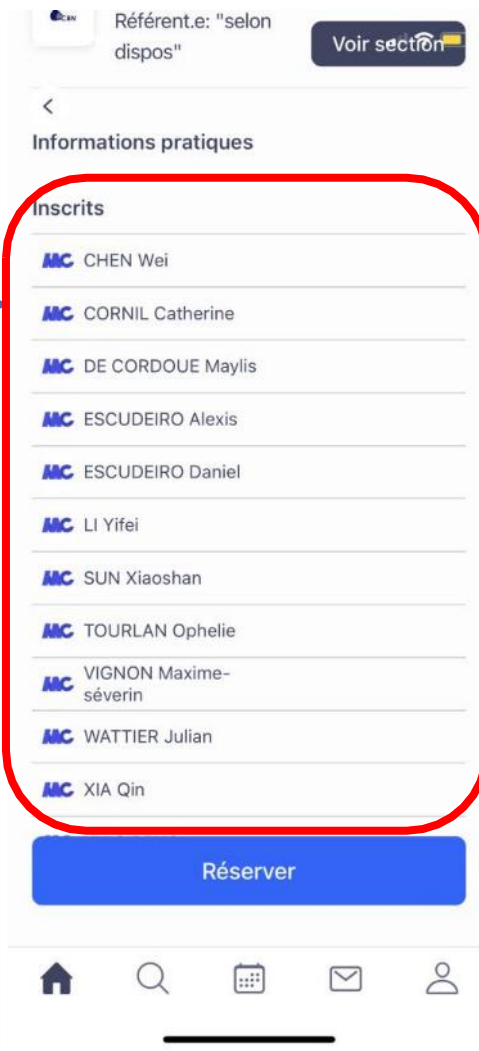 Référent.e: "selon
dispos"
Voir section
Informations pratiques
Inscrits
MC CHEN Wei
MC CORNIL Catherine
MC DE CORDOUE Maylis
MC ESCUDEIRO Alexis
MC ESCUDEIRO Daniel
MC LI Yifei
MC SUN Xiaoshan
MC TOURLAN Ophelie
MC VIGNON Maxime-
séverin
MC WATTIER Julian
MC XIA Qin
Réserver